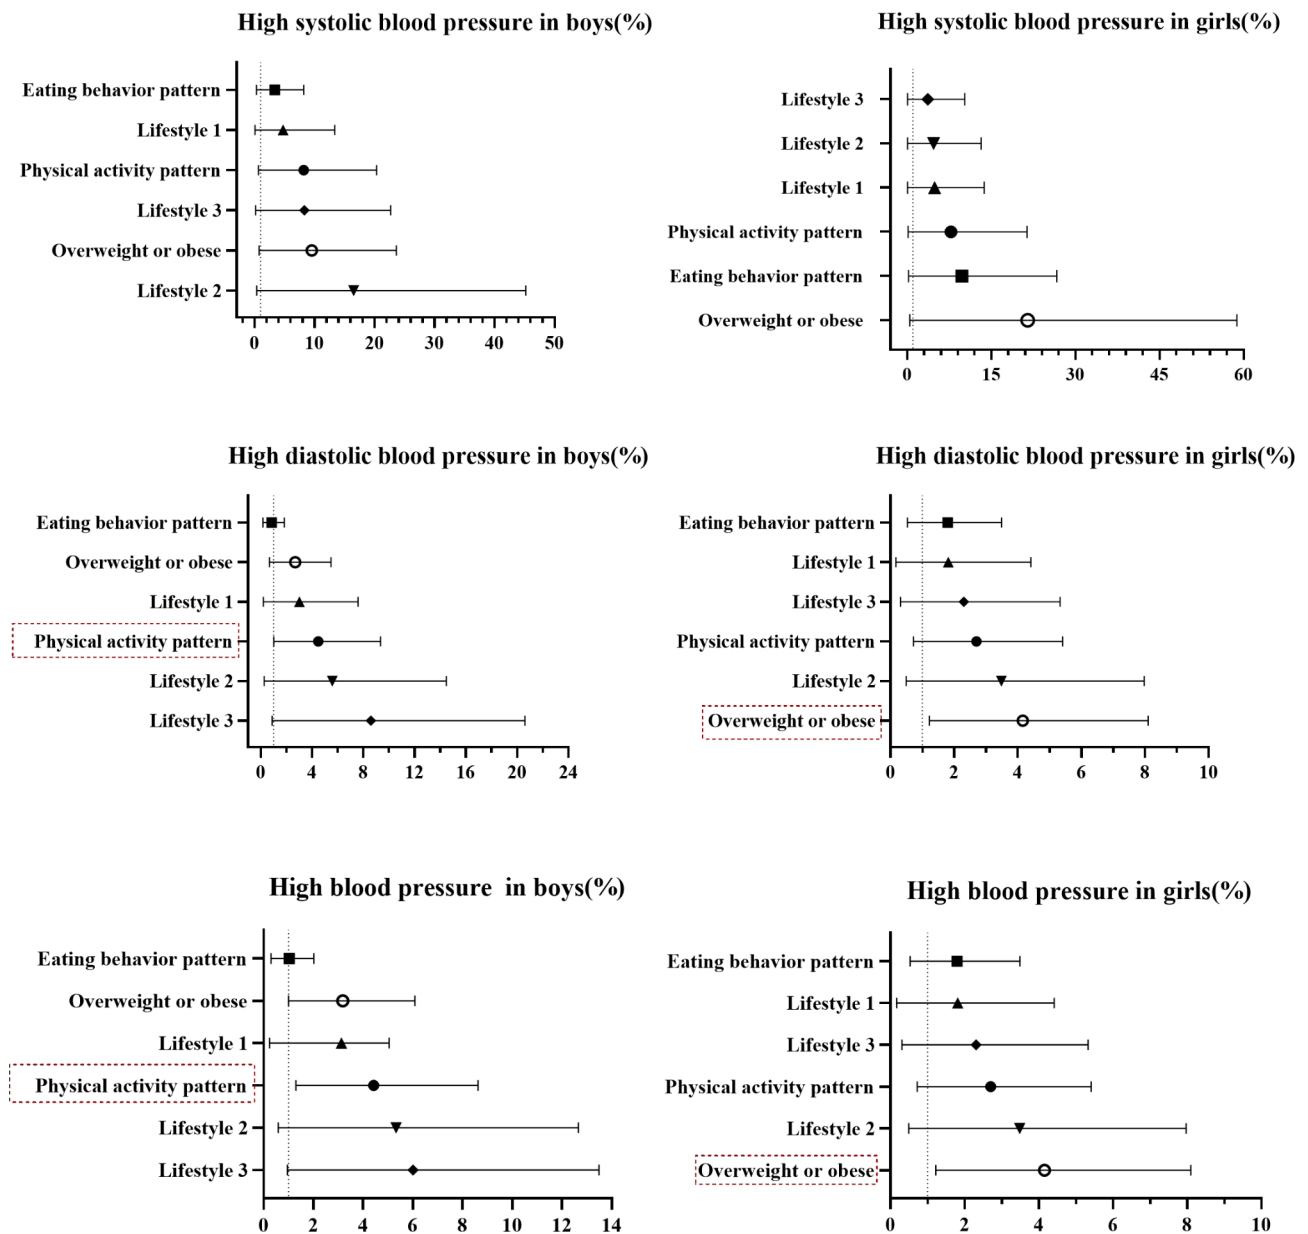 High systolic blood pressure in boys(%)
Eating behavior pattern
Lifestyle 1
Physical activity pattern
Lifestyle 3
Overweight or obese
Lifestyle 2
0 10 20 30 40 50
High systolic blood pressure in girls(%)
Lifestyle 3
Lifestyle 2
Lifestyle 1
Physical activity pattern
Eating behavior pattern
Overweight or obese
0 15 30 45 60
High diastolic blood pressure in boys(%)
Eating behavior pattern
Overweight or obese
Lifestyle 1
Physical activity pattern
Lifestyle 2
Lifestyle 3
0 4 8 12 16 20 24
High diastolic blood pressure in girls(%)
Eating behavior pattern
Lifestyle 1
Lifestyle 3
Physical activity pattern
Lifestyle 2
Overweight or obese
0 2 4 6 8 10
High blood pressure  in boys(%)
Eating behavior pattern
Overweight or obese
Lifestyle 1
Physical activity pattern
Lifestyle 2
Lifestyle 3
0 2 4 6 8 10 12 14
High blood pressure in girls(%)
Eating behavior pattern
Lifestyle 1
Lifestyle 3
Physical activity pattern
Lifestyle 2
Overweight or obese
0 2 4 6 8 10